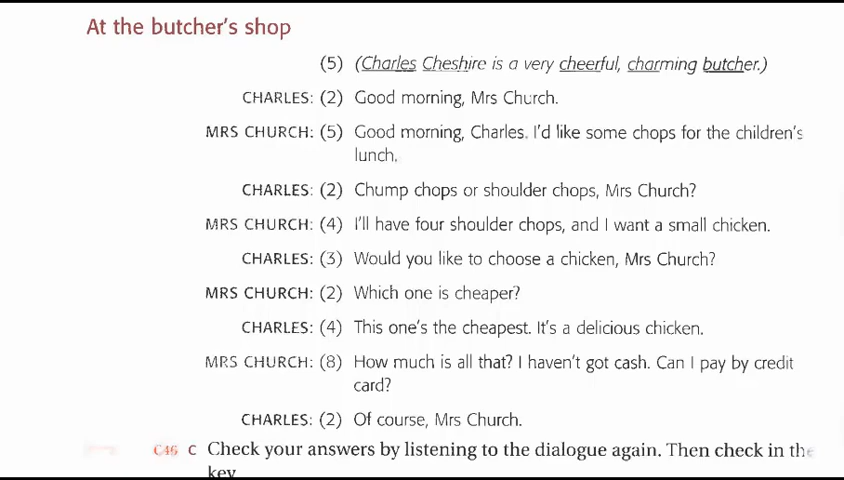 At the butcher's shop
(5) (Charles Cheshire is a very cheerful, charming butcher.)
CHARLES: (2) Good morning, Mrs Church.
MRS CHURCH: (5) Good morning, Charles. I'd like some chops for the children's
lunch.
CHARLES: (2) Chump chops or shoulder chops, Mrs Church?
MRS CHURCH: (4) I'll have four shoulder chops, and I want a small chicken.
CHARLES: (3) Would you like to choose a chicken, Mrs Church?
MRS CHURCH: (2) Which one is cheaper?
CHARLES: (4) This one's the cheapest. It's a delicious chicken.
MRS CHURCH: (8) How much is all that? I haven't got cash. Can I pay by credit
card?
CHARLES: (2) Of course, Mrs Church.
C46 C Check your answers by listening to the dialogue again. Then check in the
key